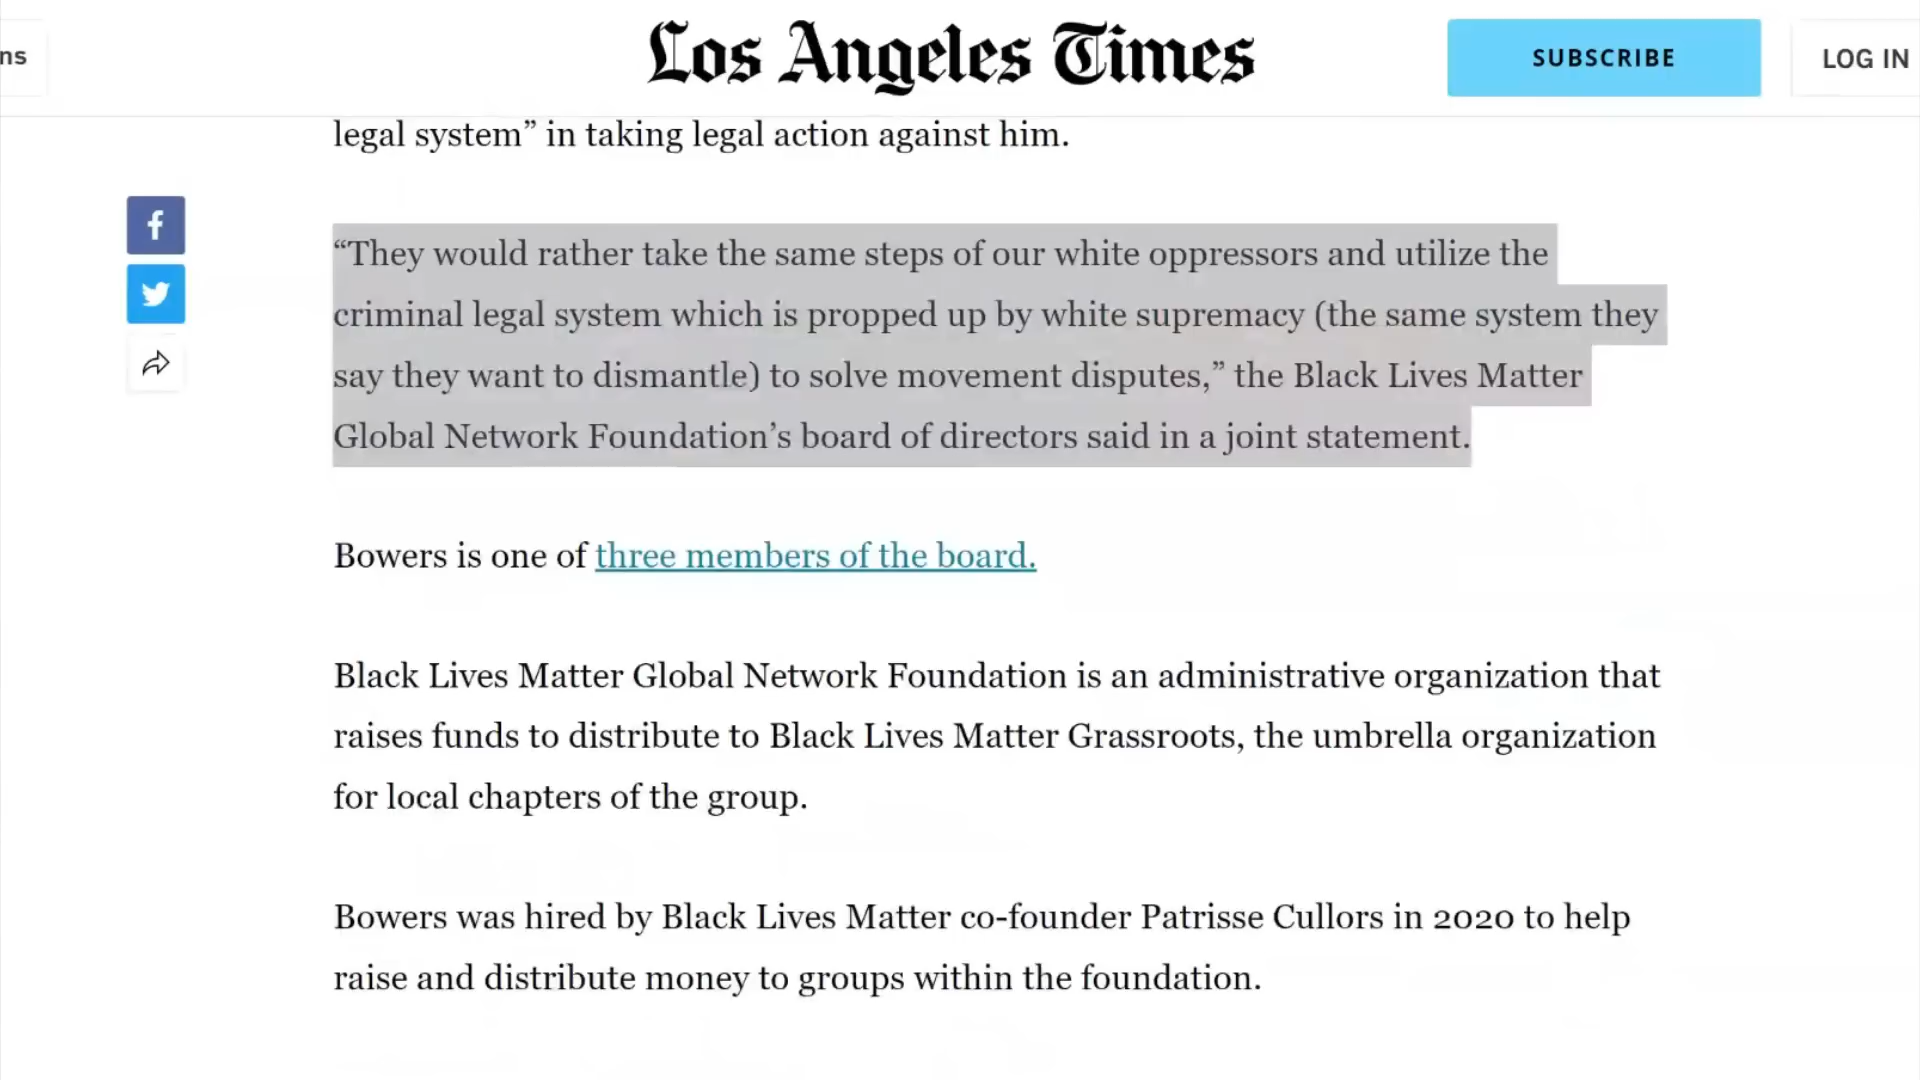 ns
Los Angeles Times
SUBSCRIBE
LOG IN
legal system” in taking legal action against him.
“They would rather take the same steps of our white oppressors and utilize the
criminal legal system which is propped up by white supremacy (the same system they
say they want to dismantle) to solve movement disputes,” the Black Lives Matter
Global Network Foundation’s board of directors said in a joint statement.
Bowers is one of three members of the board.
Black Lives Matter Global Network Foundation is an administrative organization that
raises funds to distribute to Black Lives Matter Grassroots, the umbrella organization
for local chapters of the group.
Bowers was hired by Black Lives Matter co-founder Patrisse Cullors in 2020 to help
raise and distribute money to groups within the foundation.